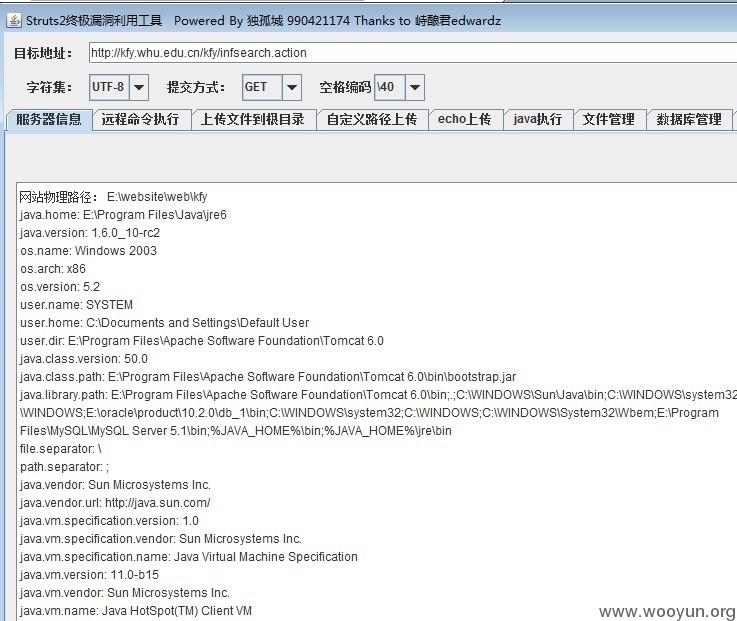 Struts2终极漏洞利用工具 Powered By 独孤城 990421174 Thanks to 峙酿君edwardz
目标地址： http://kfy.whu.edu.cn/kfy/infsearch.action
字符集： UTF-8 提交方式： GET 空格编码 \40
服务器信息 远程命令执行 上传文件到根目录 自定义路径上传 echo上传 java执行 文件管理 数据库管理
网站物理路径： E:\website\web\kfy
java.home: E:\Program Files\Java\jre6
java.version: 1.6.0_10-rc2
os.name: Windows 2003
os.arch: x86
os.version: 5.2
user.name: SYSTEM
user.home: C:\Documents and Settings\Default User
user.dir: E:\Program Files\Apache Software Foundation\Tomcat 6.0
java.class.version: 50.0
java.class.path: E:\Program Files\Apache Software Foundation\Tomcat 6.0\bin\bootstrap.jar
java.library.path: E:\Program Files\Apache Software Foundation\Tomcat 6.0\bin;.;C:\WINDOWS\Sun\Java\bin;C:\WINDOWS\system32
\WINDOWS;E:\oracle\product\10.2.0\db_1\bin;C:\WINDOWS\system32;C:\WINDOWS;C:\WINDOWS\System32\Wbem;E:\Program
Files\MySQL\MySQL Server 5.1\bin;%JAVA_HOME%\bin;%JAVA_HOME%\jre\bin
file.separator: \
path.separator: ;
java.vendor: Sun Microsystems Inc.
java.vendor.url: http://java.sun.com/
java.vm.specification.version: 1.0
java.vm.specification.vendor: Sun Microsystems Inc.
java.vm.specification.name: Java Virtual Machine Specification
java.vm.version: 11.0-b15
java.vm.vendor: Sun Microsystems Inc.
java.vm.name: Java HotSpot(TM) Client VM
www.wooyun.org